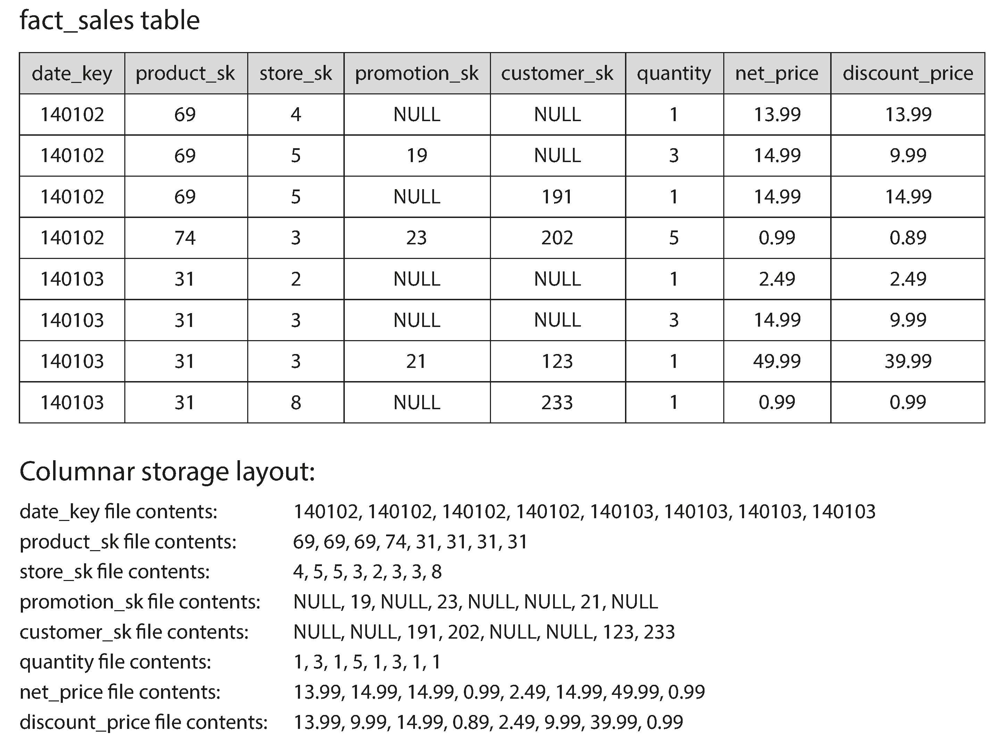 fact_sales table
date_key product_sk store_sk promotion_sk customer_sk quantity net_price discount_price
140102 69 4 NULL NULL 1 13.99 13.99
140102 69 5 19 NULL 3 14.99 9.99
140102 69 5 NULL 191 1 14.99 14.99
140102 74 3 23 202 5 0.99 0.89
140103 31 2 NULL NULL 1 2.49 2.49
140103 31 3 NULL NULL 3 14.99 9.99
140103 31 3 21 123 1 49.99 39.99
140103 31 8 NULL 233 1 0.99 0.99
Columnar storage layout:
date_key file contents: 140102, 140102, 140102, 140102, 140103, 140103, 140103, 140103
product_sk file contents: 69, 69, 69, 74, 31, 31, 31, 31
store_sk file contents: 4, 5, 5, 3, 2, 3, 3, 8
promotion_sk file contents: NULL, 19, NULL, 23, NULL, NULL, 21, NULL
customer_sk file contents: NULL, NULL, 191, 202, NULL, NULL, 123, 233
quantity file contents: 1, 3, 1, 5, 1, 3, 1, 1
net_price file contents: 13.99, 14.99, 14.99, 0.99, 2.49, 14.99, 49.99, 0.99
discount_price file contents: 13.99, 9.99, 14.99, 0.89, 2.49, 9.99, 39.99, 0.99